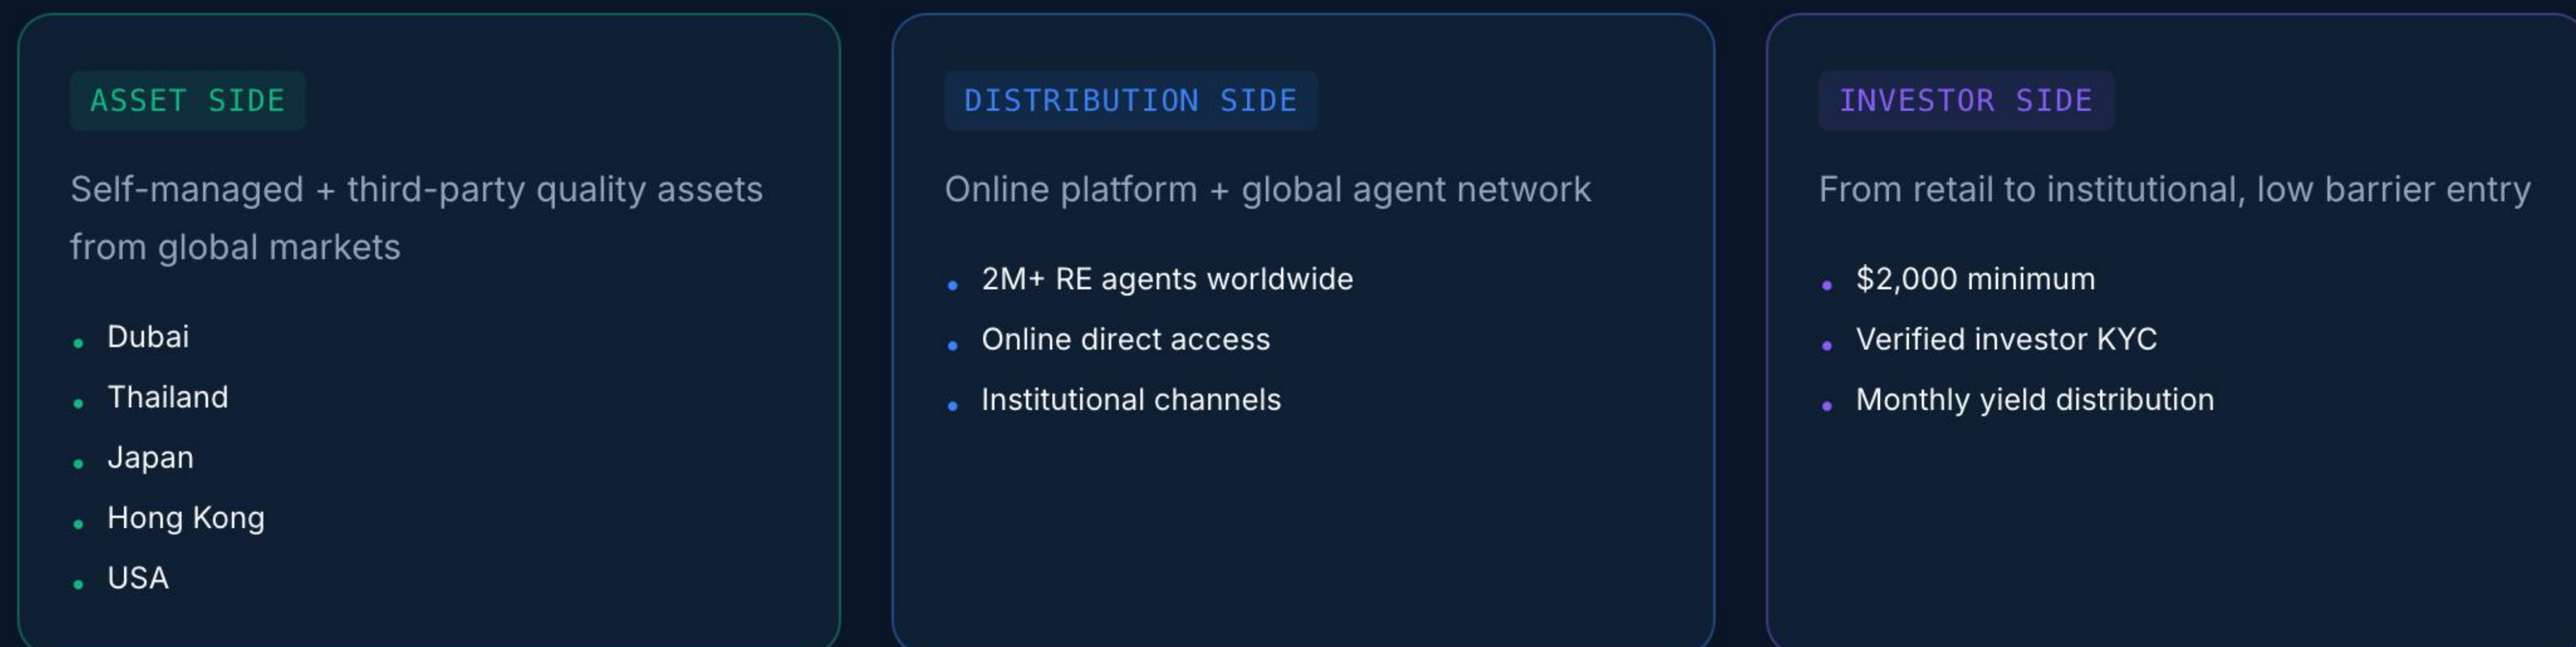 ASSET SIDE
Self-managed + third-party quality assets
from global markets
Dubai
Thailand
Japan
Hong Kong
USA
DISTRIBUTION SIDE
Online platform + global agent network
2M+ RE agents worldwide
Online direct access
Institutional channels
INVESTOR SIDE
From retail to institutional, low barrier entry
$2,000 minimum
Verified investor KYC
Monthly yield distribution